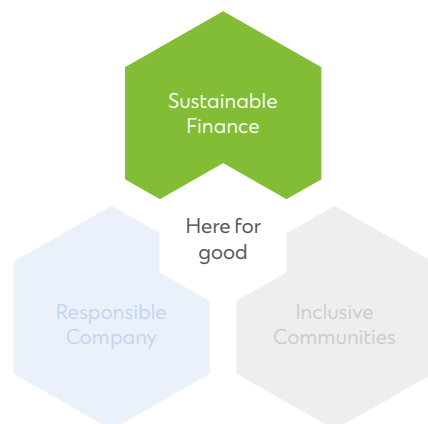 Sustainable
Finance
Here for
good
Responsible
Company
Inclusive
Communities